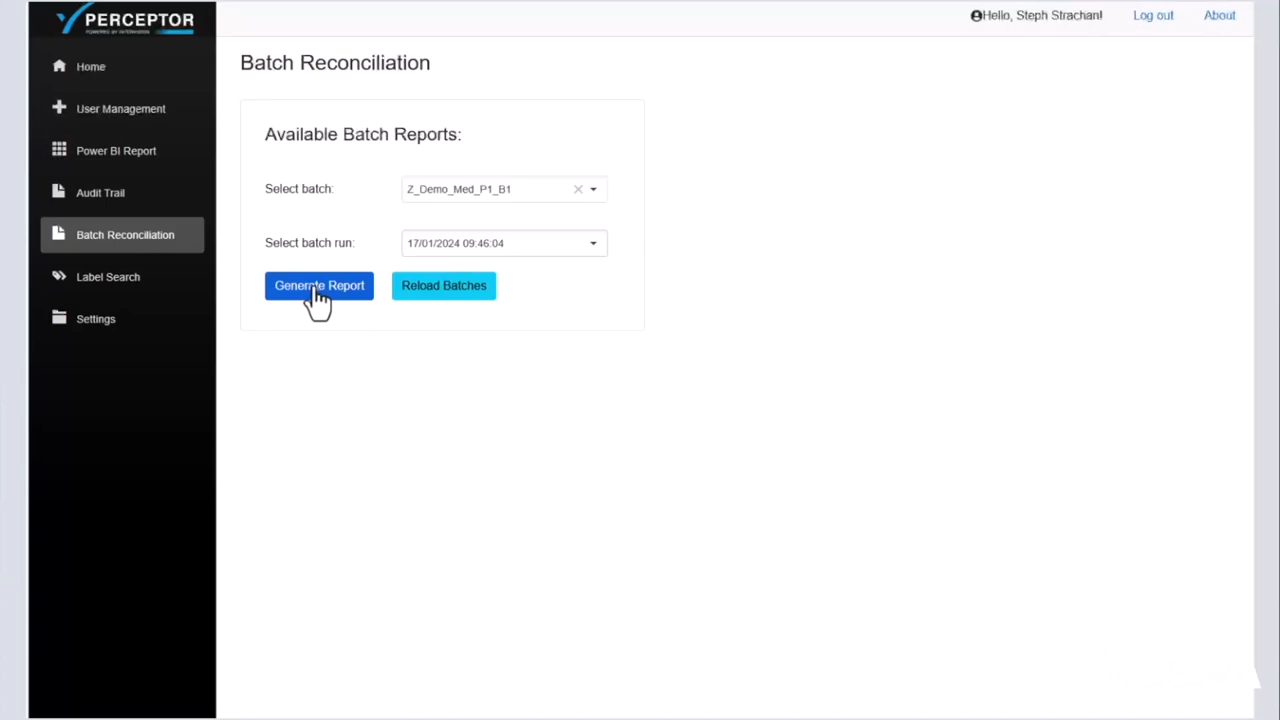 PERCEPTOR
Hello, Steph Strachan!
Log out
About
Home
User Management
Power BI Report
Audit Trail
Batch Reconciliation
Label Search
Settings
Batch Reconciliation
Available Batch Reports:
Select batch:
Z_Demo_Med_P1_B1
Select batch run:
17/01/2024 09:46:04
Generate Report
Reload Batches